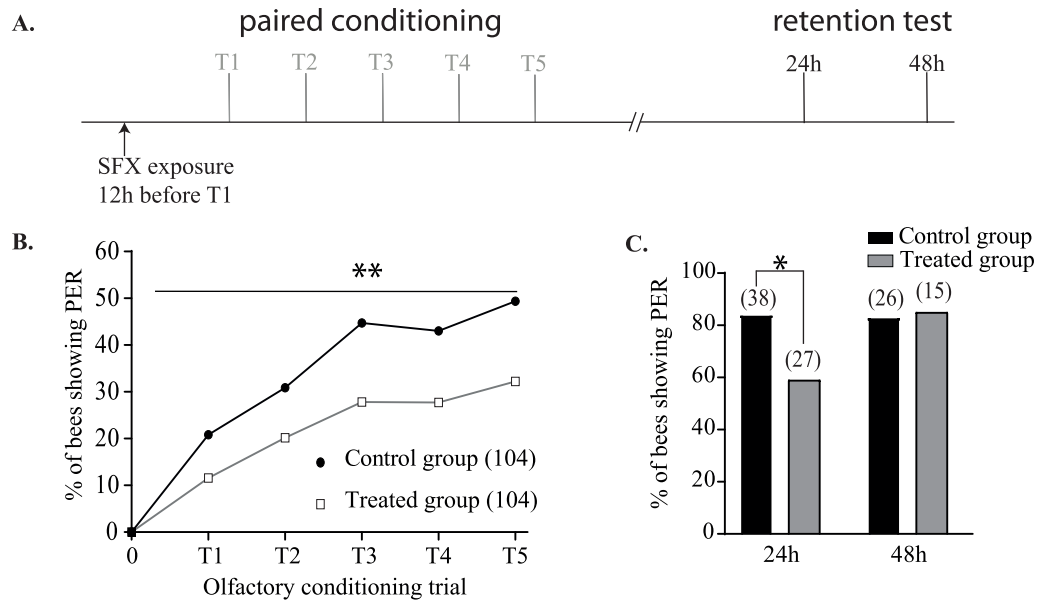 A.
paired conditioning
retention test
T1 T2 T3 T4 T5
24h 48h
SFX exposure
12h before T1
B.
% of bees showing PER
60
50
40
30
20
10
0
**
Control group (104)
Treated group (104)
0 T1 T2 T3 T4 T5
Olfactory conditioning trial
C.
Control group
Treated group
% of bees showing PER
100
80
60
40
20
0
*
(38)
(27)
(26)
(15)
24h 48h